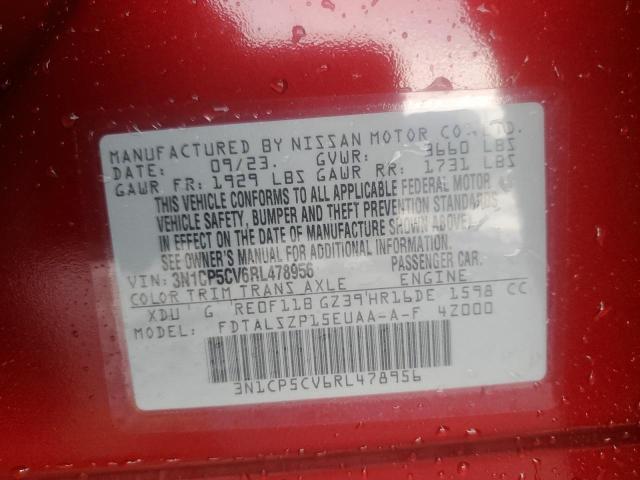 MANUFACTURED BY NISSAN MOTOR CO., LTD.
DATE: 09/23. GVWR: 3660 LBS
GAWR FR: 1929 LBS GAWR RR: 1731 LBS
THIS VEHICLE CONFORMS TO ALL APPLICABLE FEDERAL MOTOR
VEHICLE SAFETY, BUMPER AND THEFT PREVENTION STANDARDS
IN EFFECT ON THE DATE OF MANUFACTURE SHOWN ABOVE.
SEE OWNER'S MANUAL FOR ADDITIONAL INFORMATION.
VIN: 3N1CP5CV6RL478956 PASSENGER CAR.
COLOR TRIM TRANS AXLE ENGINE
XDU G RE0F11B GZ39 HR16DE 1598 CC
MODEL: FDTALSZP15EUAA-A-F 4Z000
3N1CP5CV6RL478956